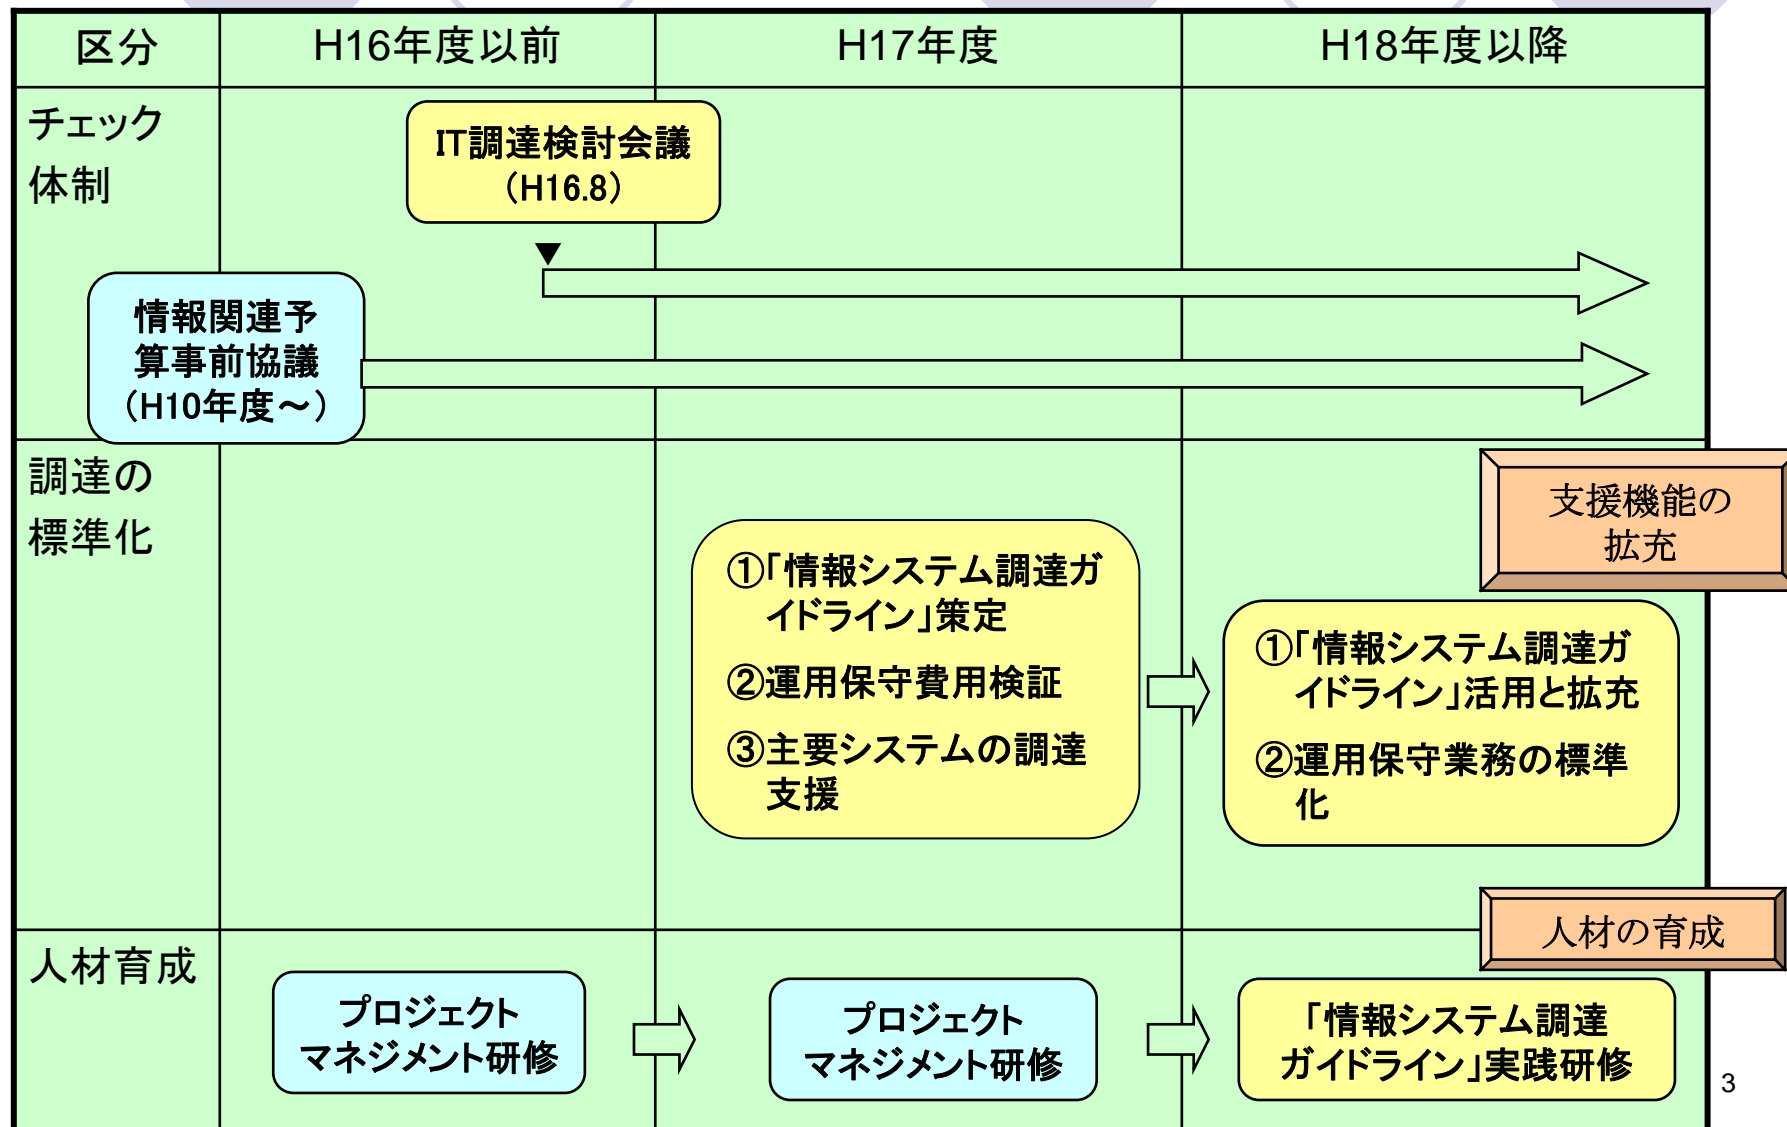 区分
H16年度以前
H17年度
H18年度以降
チェック
体制
IT調達検討会議
（H16.8）
情報関連予
算事前協議
（H10年度～）
調達の
標準化
①「情報システム調達ガ
イドライン」策定
②運用保守費用検証
③主要システムの調達
支援
支援機能の
拡充
①「情報システム調達ガ
イドライン」活用と拡充
②運用保守業務の標準
化
人材育成
プロジェクト
マネジメント研修
プロジェクト
マネジメント研修
人材の育成
「情報システム調達
ガイドライン」実践研修
3